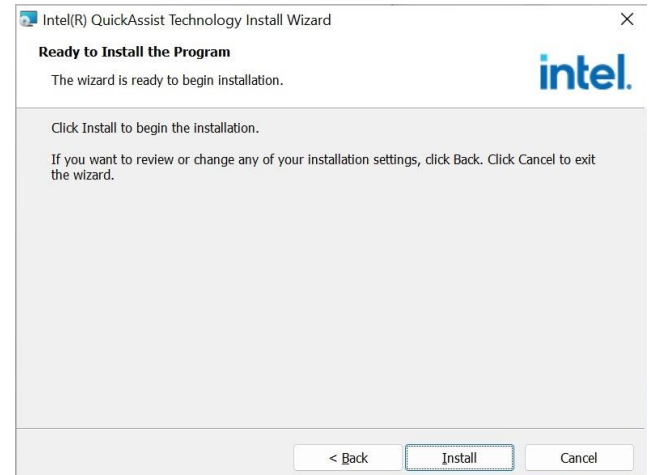 Intel(R) QuickAssist Technology Install Wizard
Ready to Install the Program
The wizard is ready to begin installation.
intel.
Click Install to begin the installation.
If you want to review or change any of your installation settings, click Back. Click Cancel to exit
the wizard.
< Back
Install
Cancel